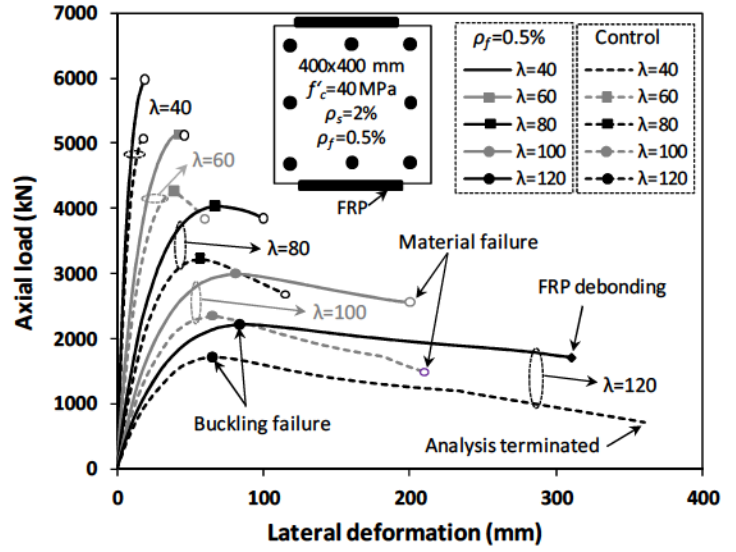 7000
6000
5000
4000
3000
2000
1000
0
Axial load (kN)
0
100
200
300
400
Lateral deformation (mm)
400x400 mm
f'c=40 MPa
ρs=2%
ρf=0.5%
FRP
ρf=0.5%
λ=40
λ=60
λ=80
λ=100
λ=120
Control
λ=40
λ=60
λ=80
λ=100
λ=120
λ=40
λ=60
λ=80
λ=100
λ=120
Material failure
FRP debonding
Buckling failure
Analysis terminated